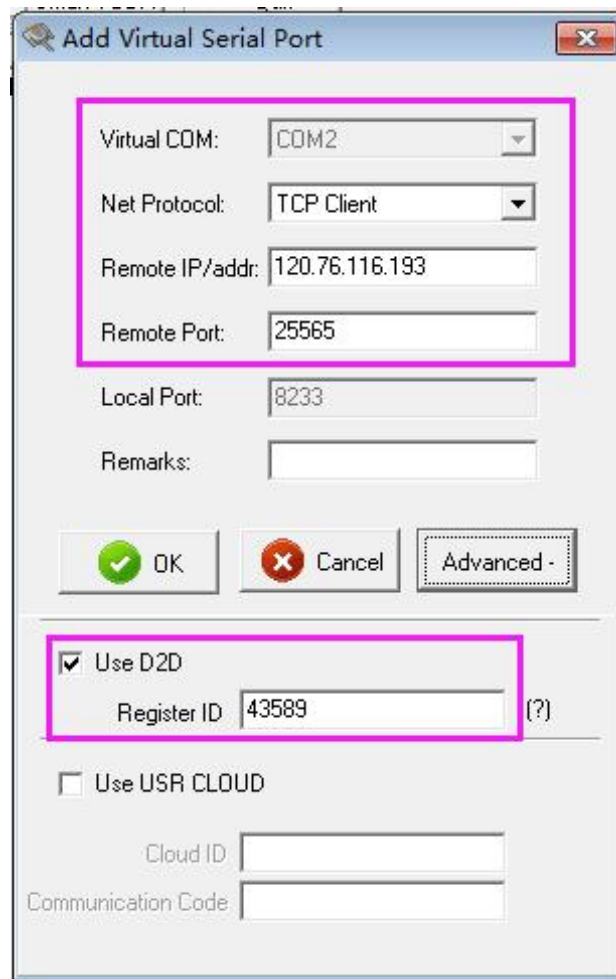 Add Virtual Serial Port
Virtual COM: COM2
Net Protocol: TCP Client
Remote IP/addr: 120.76.116.193
Remote Port: 25565
Local Port: 8233
Remarks:
OK Cancel Advanced -
Use D2D
Register ID 43589 (?)
Use USR CLOUD
Cloud ID
Communication Code